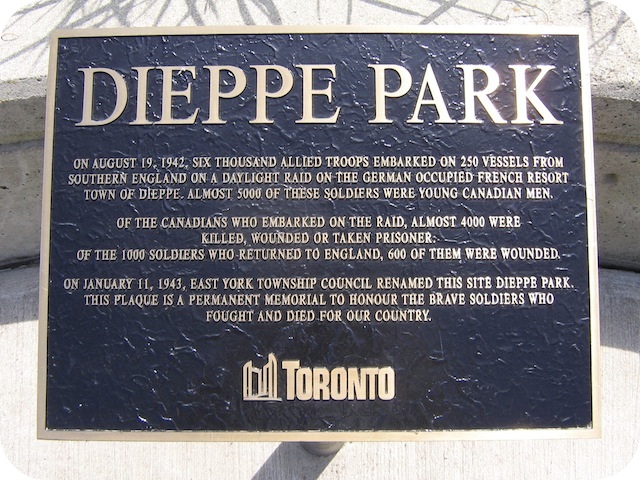 DIEPPE PARK
ON AUGUST 19, 1942, SIX THOUSAND ALLIED TROOPS EMBARKED ON 250 VESSELS FROM
SOUTHERN ENGLAND ON A DAYLIGHT RAID ON THE GERMAN OCCUPIED FRENCH RESORT
TOWN OF DIEPPE. ALMOST 5000 OF THESE SOLDIERS WERE YOUNG CANADIAN MEN.
OF THE CANADIANS WHO EMBARKED ON THE RAID, ALMOST 4000 WERE
KILLED, WOUNDED OR TAKEN PRISONER.
OF THE 1000 SOLDIERS WHO RETURNED TO ENGLAND, 600 OF THEM WERE WOUNDED.
ON JANUARY 11, 1943, EAST YORK TOWNSHIP COUNCIL RENAMED THIS SITE DIEPPE PARK.
THIS PLAQUE IS A PERMANENT MEMORIAL TO HONOUR THE BRAVE SOLDIERS WHO
FOUGHT AND DIED FOR OUR COUNTRY.
TORONTO